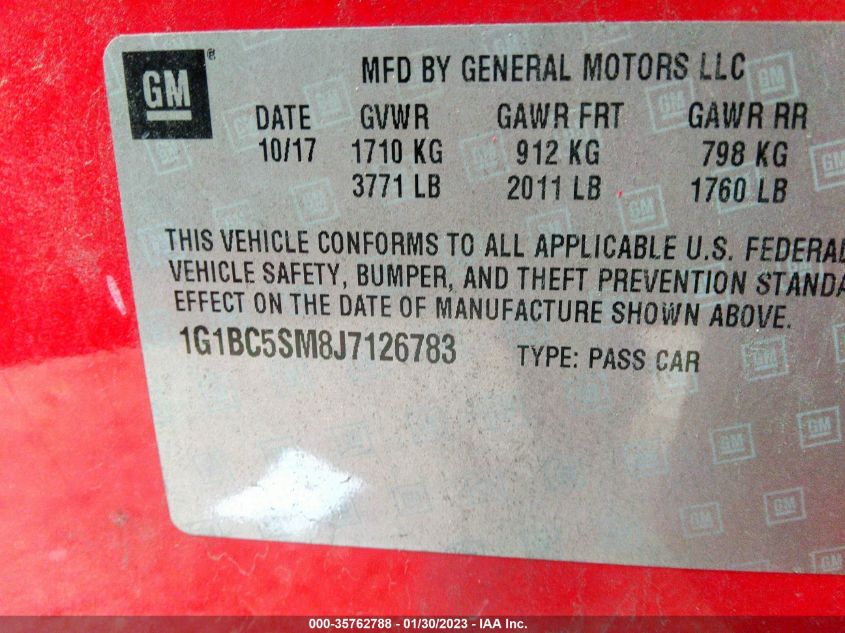 GM®
MFD BY GENERAL MOTORS LLC
DATE GVWR GAWR FRT GAWR RR
10/17 1710 KG 912 KG 798 KG
3771 LB 2011 LB 1760 LB
THIS VEHICLE CONFORMS TO ALL APPLICABLE U.S. FEDERAL
VEHICLE SAFETY, BUMPER, AND THEFT PREVENTION STANDA
EFFECT ON THE DATE OF MANUFACTURE SHOWN ABOVE.
1G1BC5SM8J7126783 TYPE: PASS CAR
000-35762788 - 01/30/2023 - IAA Inc.